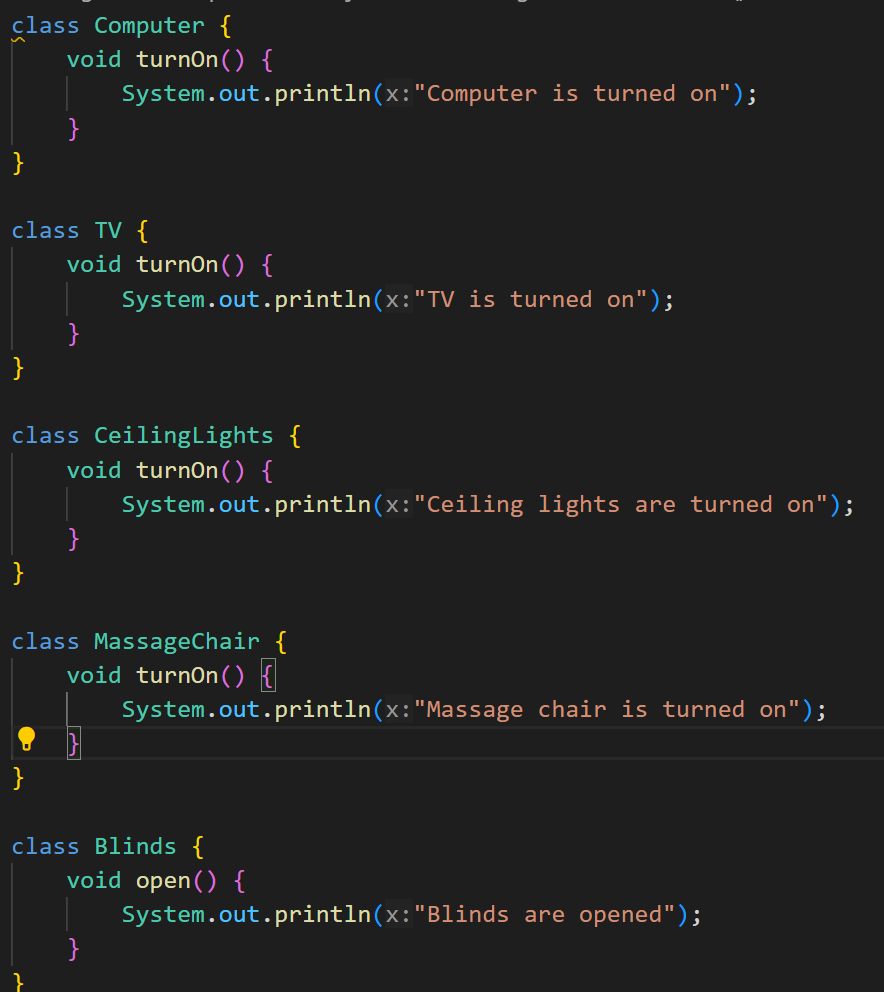 class Computer {
    void turnOn() {
        System.out.println(x:"Computer is turned on");
    }
}

class TV {
    void turnOn() {
        System.out.println(x:"TV is turned on");
    }
}

class CeilingLights {
    void turnOn() {
        System.out.println(x:"Ceiling lights are turned on");
    }
}

class MassageChair {
    void turnOn() {
        System.out.println(x:"Massage chair is turned on");
    }
}

class Blinds {
    void open() {
        System.out.println(x:"Blinds are opened");
    }
}